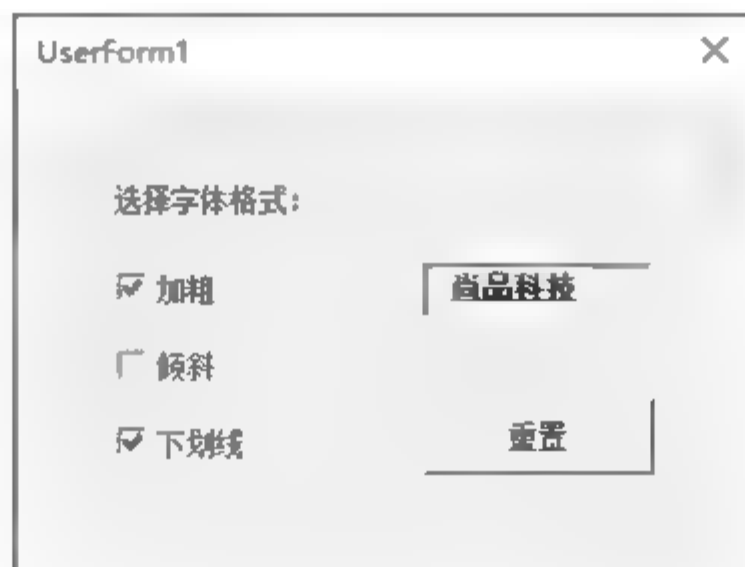 Userform1
选择字体格式：
加粗
尚品科技
倾斜
下划线
重置